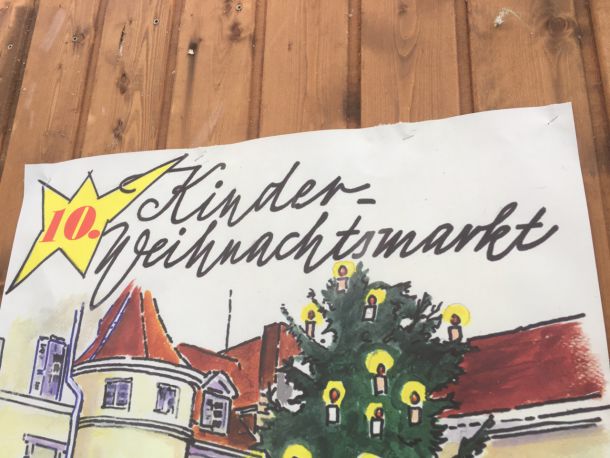 10. Kinder-
Weihnachtsmarkt